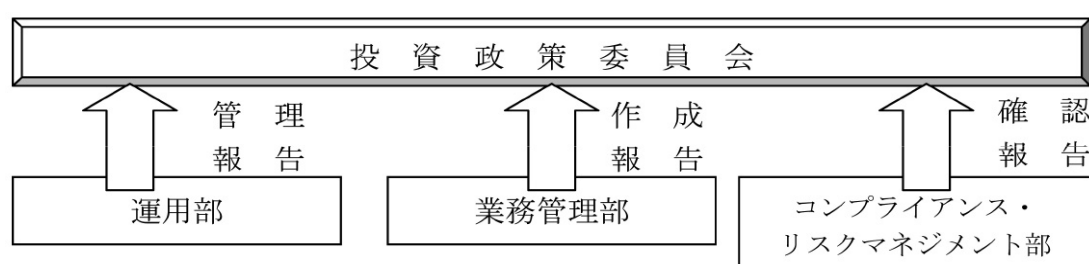 投資政策委員会
管理
報告
作成
報告
確認
報告
運用部
業務管理部
コンプライアンス・
リスクマネジメント部